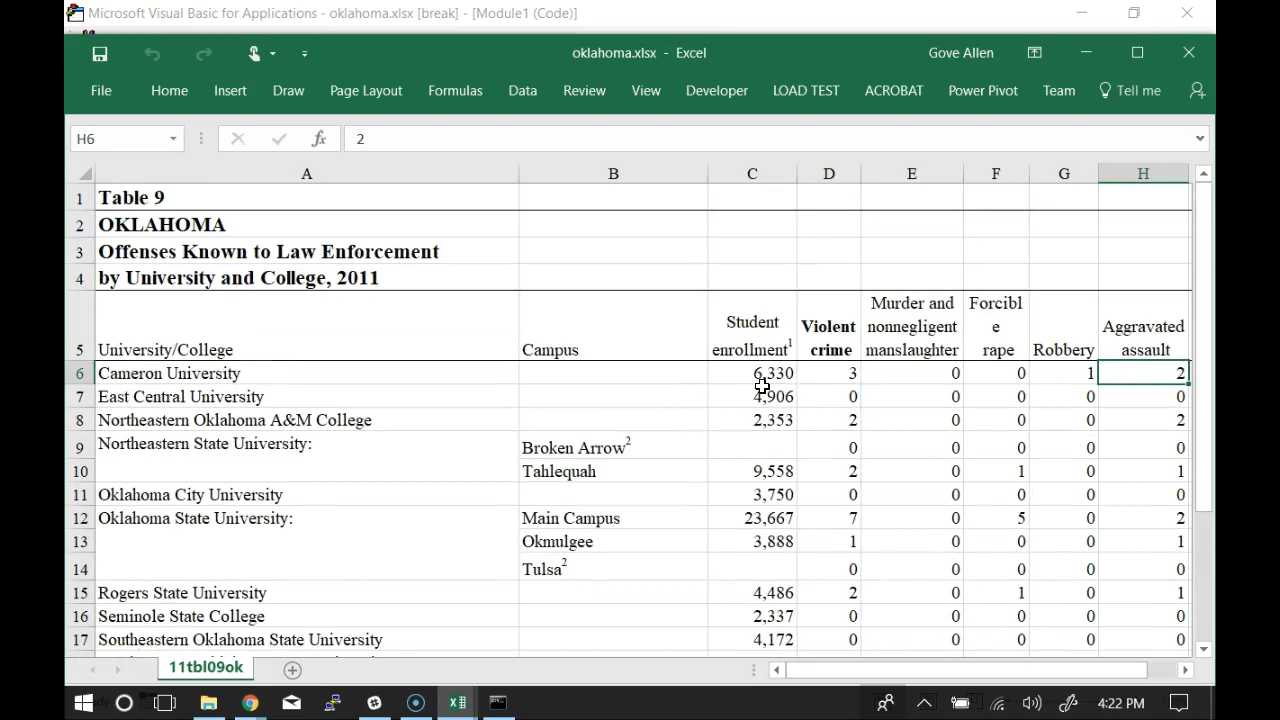 Microsoft Visual Basic for Applications - oklahoma.xlsx [break] - [Module1 (Code)]
oklahoma.xlsx - Excel
Gove Allen
File Home Insert Draw Page Layout Formulas Data Review View Developer LOAD TEST ACROBAT Power Pivot Team Tell me
H6 fx 2
A B C D E F G H
1 Table 9
2 OKLAHOMA
3 Offenses Known to Law Enforcement
4 by University and College, 2011
Murder and Forcibl
Student Violent nonnegligent e Aggravated
5 University/College Campus enrollment1 crime manslaughter rape Robbery assault
6 Cameron University 6,330 3 0 0 1 2
7 East Central University 4,906 0 0 0 0 0
8 Northeastern Oklahoma A&M College 2,353 2 0 0 0 2
9 Northeastern State University: Broken Arrow2 0 0 0 0 0
10 Tahlequah 9,558 2 0 1 0 1
11 Oklahoma City University 3,750 0 0 0 0 0
12 Oklahoma State University: Main Campus 23,667 7 0 5 0 2
13 Okmulgee 3,888 1 0 0 0 1
14 Tulsa2 0 0 0 0 0
15 Rogers State University 4,486 2 0 1 0 1
16 Seminole State College 2,337 0 0 0 0 0
17 Southeastern Oklahoma State University 4,172 0 0 0 0 0
11tbl09ok
4:22 PM